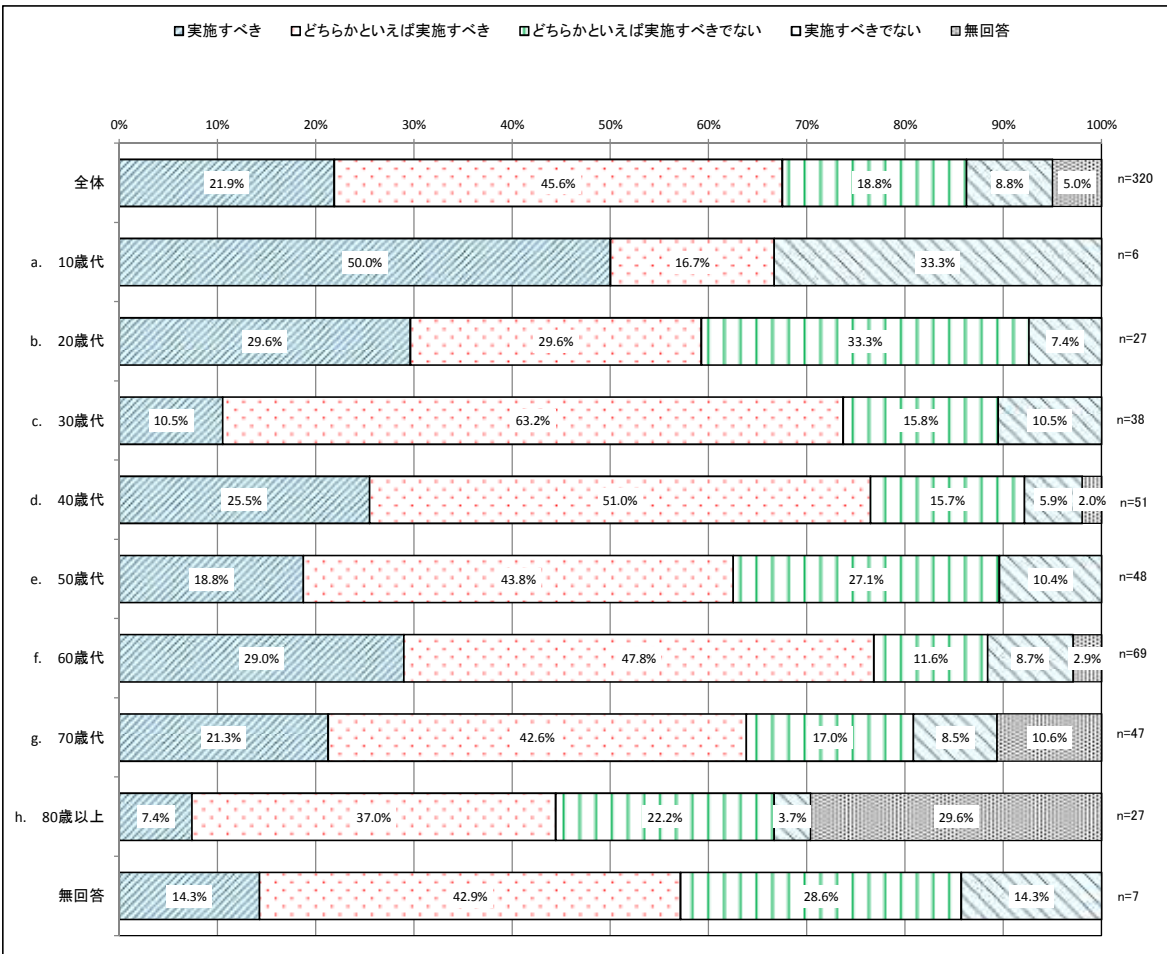 実施すべき どちらかといえば実施すべき どちらかといえば実施すべきでない 実施すべきでない 無回答
0% 10% 20% 30% 40% 50% 60% 70% 80% 90% 100%
全体 21.9% 45.6% 18.8% 8.8% 5.0% n=320
a. 10歳代 50.0% 16.7% 33.3% n=6
b. 20歳代 29.6% 29.6% 33.3% 7.4% n=27
c. 30歳代 10.5% 63.2% 15.8% 10.5% n=38
d. 40歳代 25.5% 51.0% 15.7% 5.9% 2.0% n=51
e. 50歳代 18.8% 43.8% 27.1% 10.4% n=48
f. 60歳代 29.0% 47.8% 11.6% 8.7% 2.9% n=69
g. 70歳代 21.3% 42.6% 17.0% 8.5% 10.6% n=47
h. 80歳以上 7.4% 37.0% 22.2% 3.7% 29.6% n=27
無回答 14.3% 42.9% 28.6% 14.3% n=7